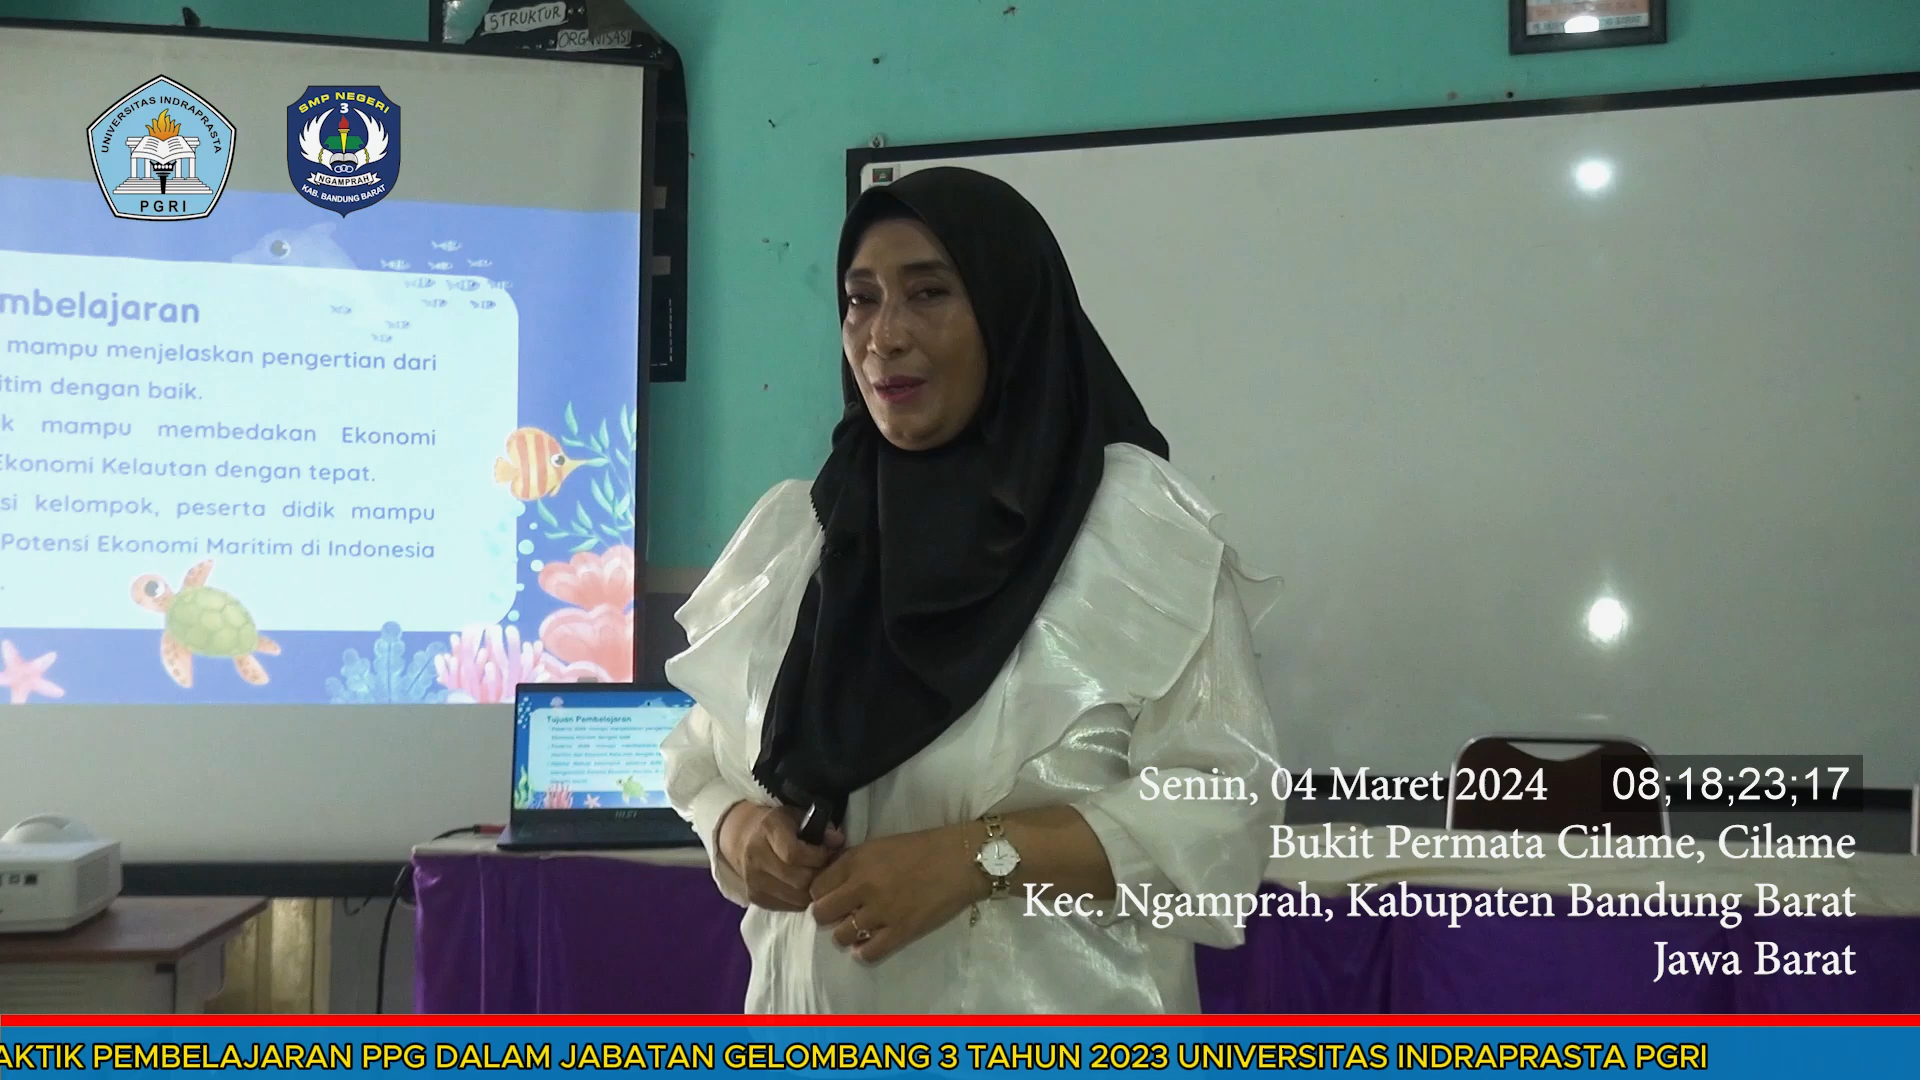 STRUKTUR
ORGANISASI
UNIVERSITAS INDRAPRASTA
PGRI
SMP NEGERI
3
NGAMPRAH
KAB. BANDUNG BARAT
mbelajaran
mampu menjelaskan pengertian dari
itim dengan baik.
k mampu membedakan Ekonomi
Ekonomi Kelautan dengan tepat.
si kelompok, peserta didik mampu
Potensi Ekonomi Maritim di Indonesia
Tujuan Pembelajaran
Senin, 04 Maret 2024 08;18;23;17
Bukit Permata Cilame, Cilame
Kec. Ngamprah, Kabupaten Bandung Barat
Jawa Barat
AKTIK PEMBELAJARAN PPG DALAM JABATAN GELOMBANG 3 TAHUN 2023 UNIVERSITAS INDRAPRASTA PGRI